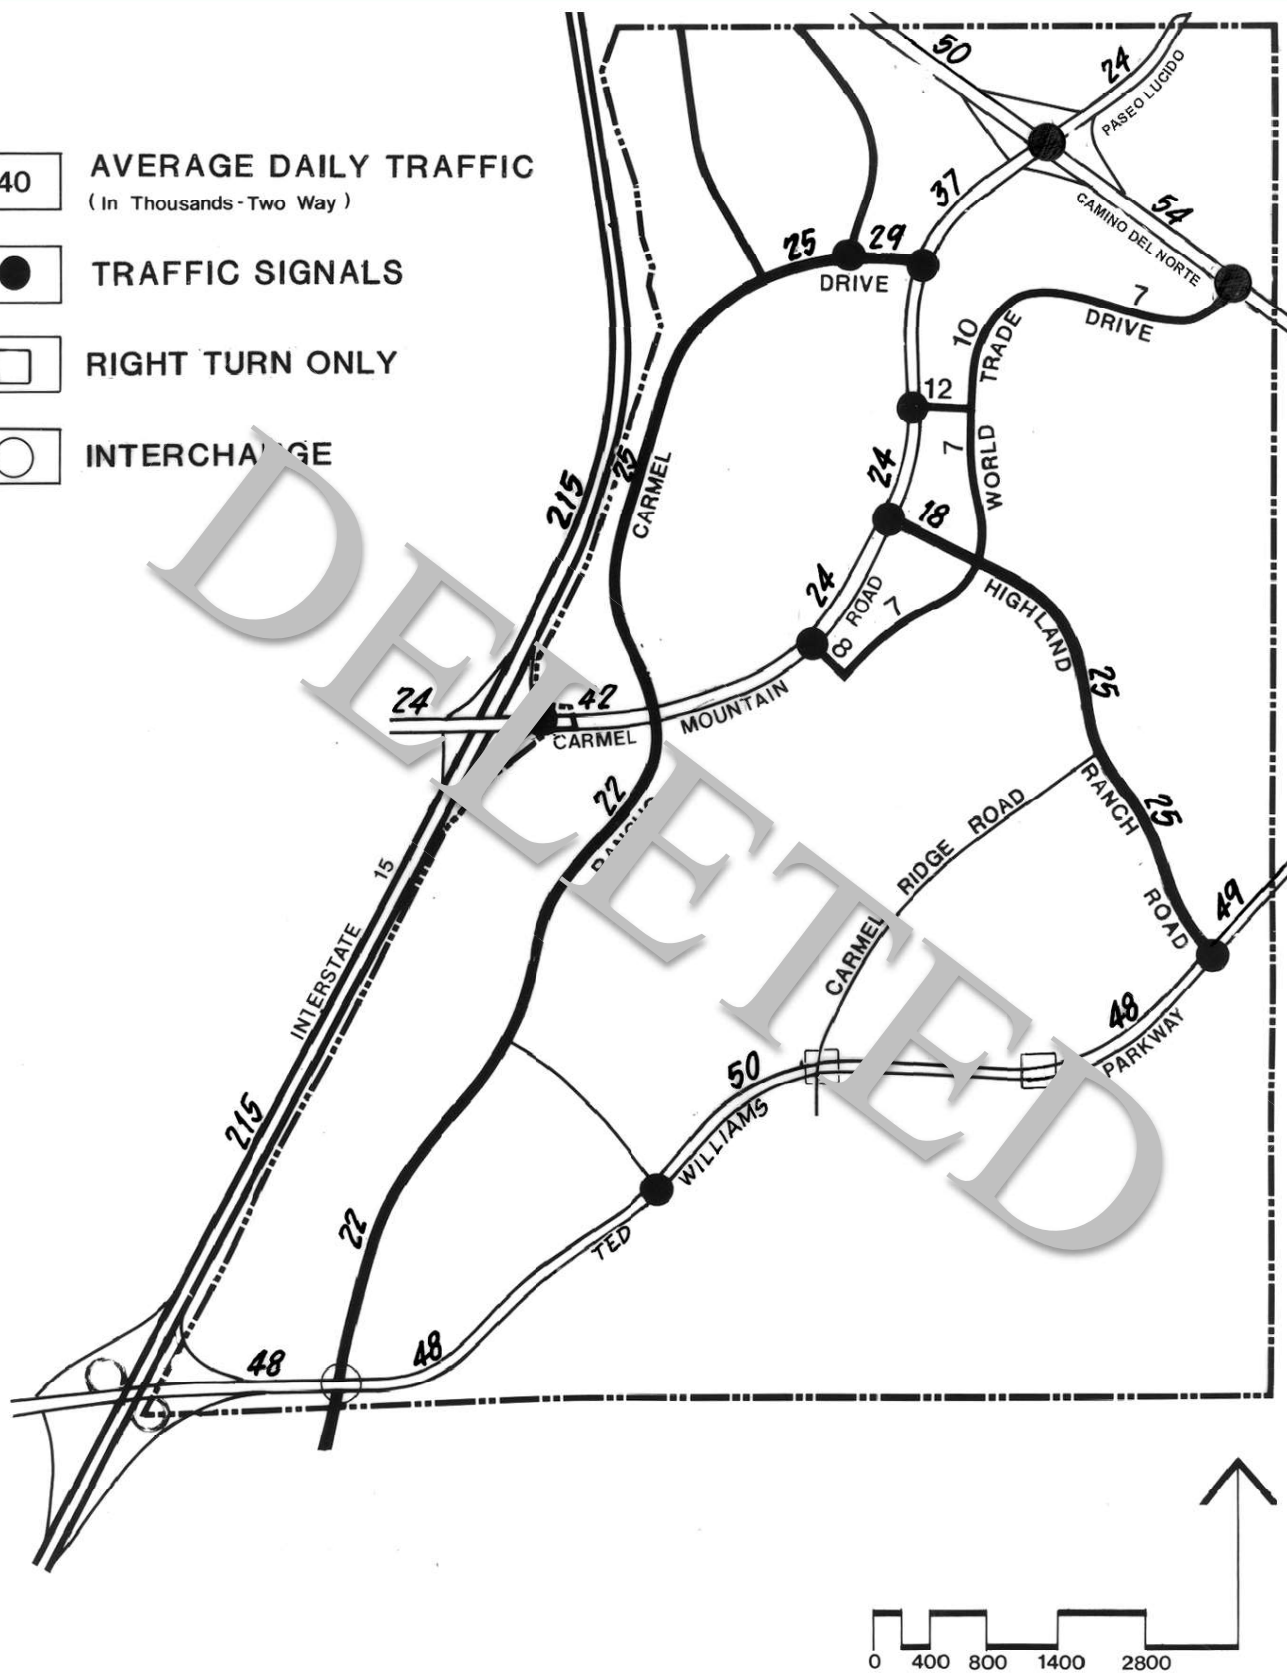 50
24
PASEO LUCIDO
40
AVERAGE DAILY TRAFFIC
(In Thousands-Two Way)
37
54
CAMINO DEL NORTE
TRAFFIC SIGNALS
25
29
DRIVE
7
DRIVE
10
TRADE
RIGHT TURN ONLY
12
INTERCHANGE
25
CARMEL
215
24
7
WORLD
18
24
ROAD
7
8
HIGHLAND
25
24
42
CARMEL
MOUNTAIN
22
RANCHO
RANCH
25
ROAD
RIDGE
ROAD
CARMEL
15
INTERSTATE
49
48
PARKWAY
50
WILLIAMS
215
22
TED
48
48
DELETED
0 400 800 1400 2800